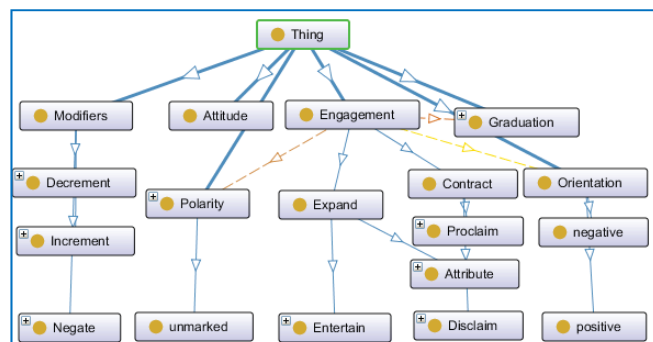 Thing
Modifiers
Attitude
Engagement
Graduation
Decrement
Polarity
Expand
Contract
Orientation
Increment
Proclaim
negative
Attribute
Negate
unmarked
Entertain
Disclaim
positive